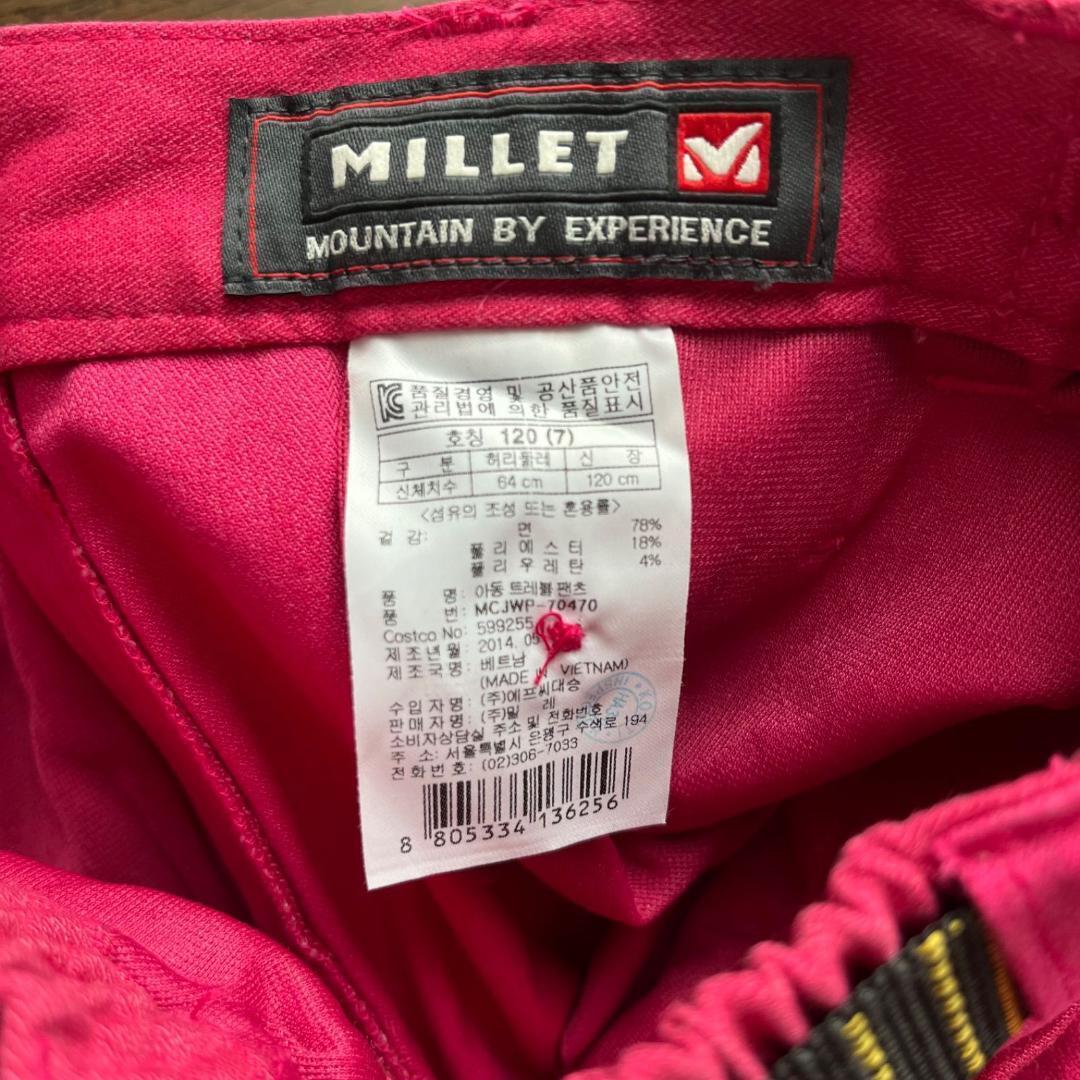 MILLET
MOUNTAIN BY EXPERIENCE
품질경영 및 공산품안전
관리법에 의한 품질표시
호칭 120 (7)
구 분 허리둘레 신 장
신체치수 64 cm 120 cm
<섬유의 조성 또는 혼용률>
겉 감: 면 78%
폴 리 에 스 터 18%
폴 리 우 레 탄 4%
품 명: 아동 트레블 팬츠
품 번: MCJWP-70470
Costco No: 599255
제 조 년 월: 2014. 05
제 조 국 명: 베트남
(MADE IN VIETNAM)
수 입 자 명: (주)에프씨대승
판 매 자 명: (주)밀 레
소비자상담실 주소 및 전화번호
주 소: 서울특별시 은평구 수색로 194
전 화 번 호: (02)306-7033
8 805334 136256